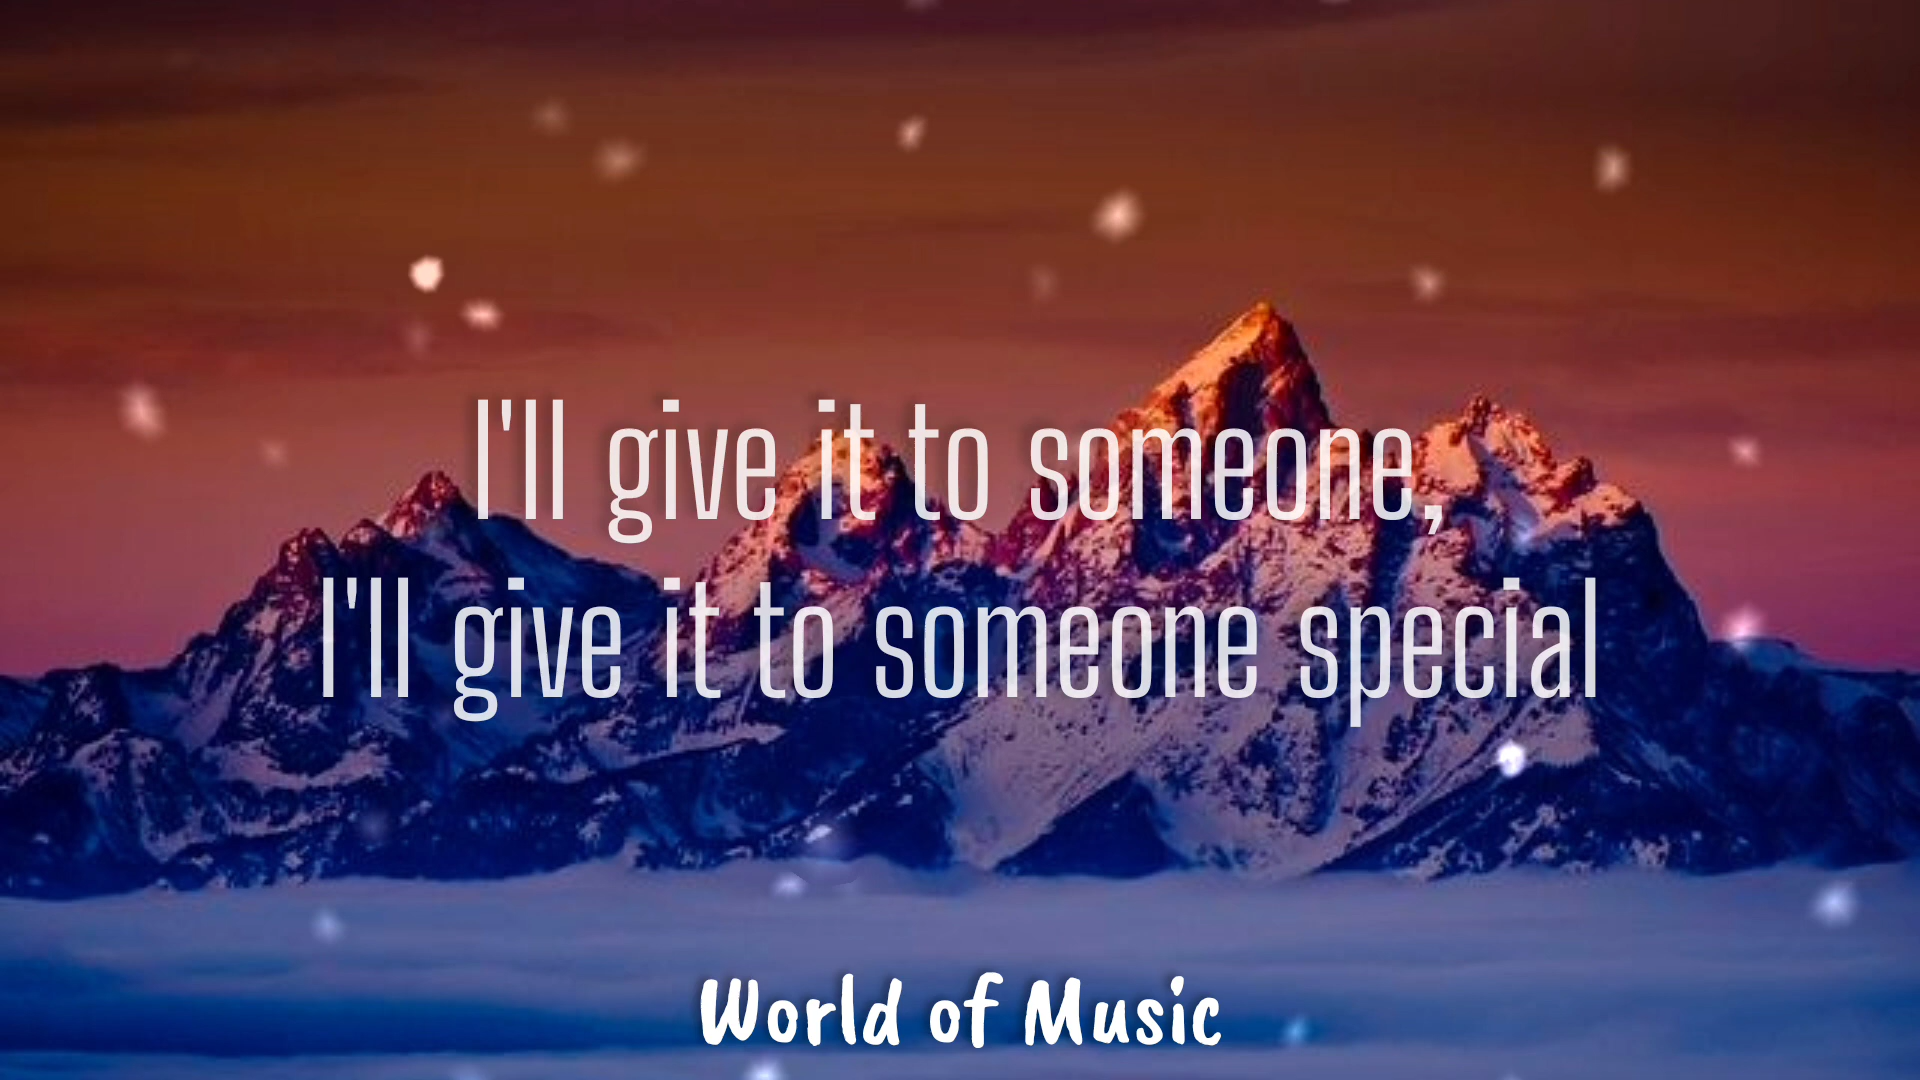 I'll give it to someone,
I'll give it to someone special
World of Music